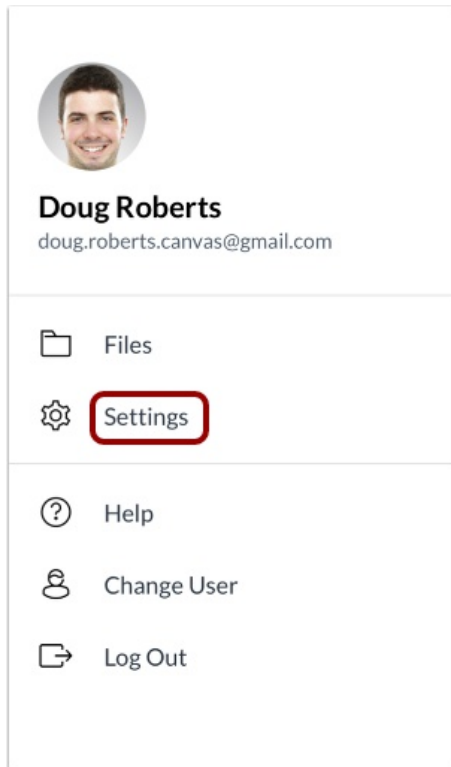 Doug Roberts
doug.roberts.canvas@gmail.com
Files
Settings
Help
Change User
Log Out